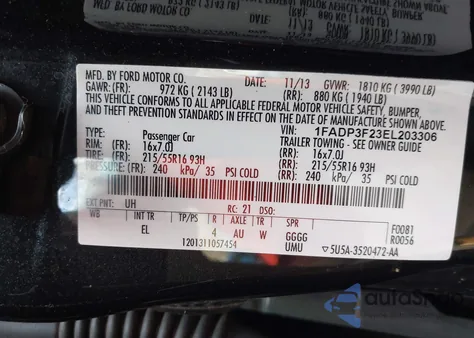 MFD. BY FORD MOTOR CO.
DATE: 11/13 GVWR: 1810 KG ( 3990 LB)
GAWR: (FR): 972 KG ( 2143 LB) (RR): 880 KG ( 1940 LB)
THIS VEHICLE CONFORMS TO ALL APPLICABLE FEDERAL MOTOR VEHICLE SAFETY, BUMPER,
AND THEFT PREVENTION STANDARDS IN EFFECT ON THE DATE OF MANUFACTURE SHOWN ABOVE.
TYPE: Passenger Car VIN: 1FADP3F23EL203306
TRAILER TOWING - SEE OWNER GUIDE
RIM: (FR): 16x7.0J (RR): 16x7.0J
TIRE: (FR): 215/55R16 93H (RR): 215/55R16 93H
PRESSURE: (FR): 240 kPa/ 35 PSI COLD (RR): 240 kPa/ 35 PSI COLD
EXT PNT: UH RC: 21 DSO: F0081
WB INT TR TP/PS R AXLE TR SPR R0056
EL 4 AU W GGGG
1201311057454 UMU 5U5A-3520472-AA
autoSpan